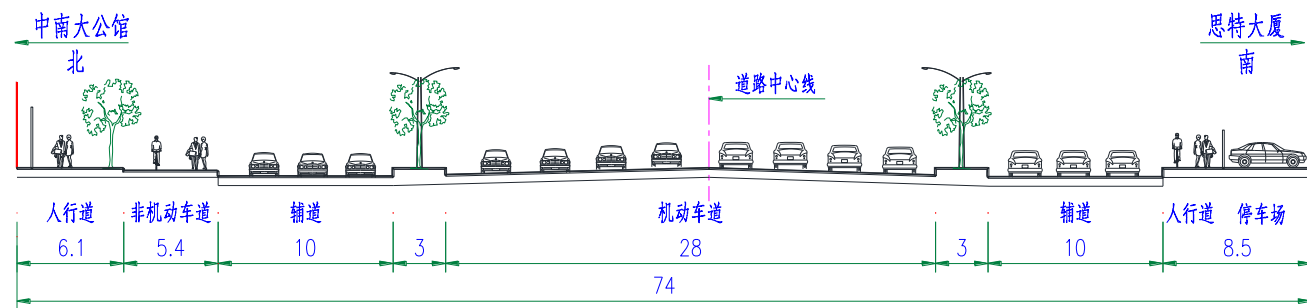 中南大公馆
北
思特大厦
南
道路中心线
人行道 非机动车道 辅道 机动车道 辅道 人行道 停车场
6.1 5.4 10 3 28 3 10 8.5
74